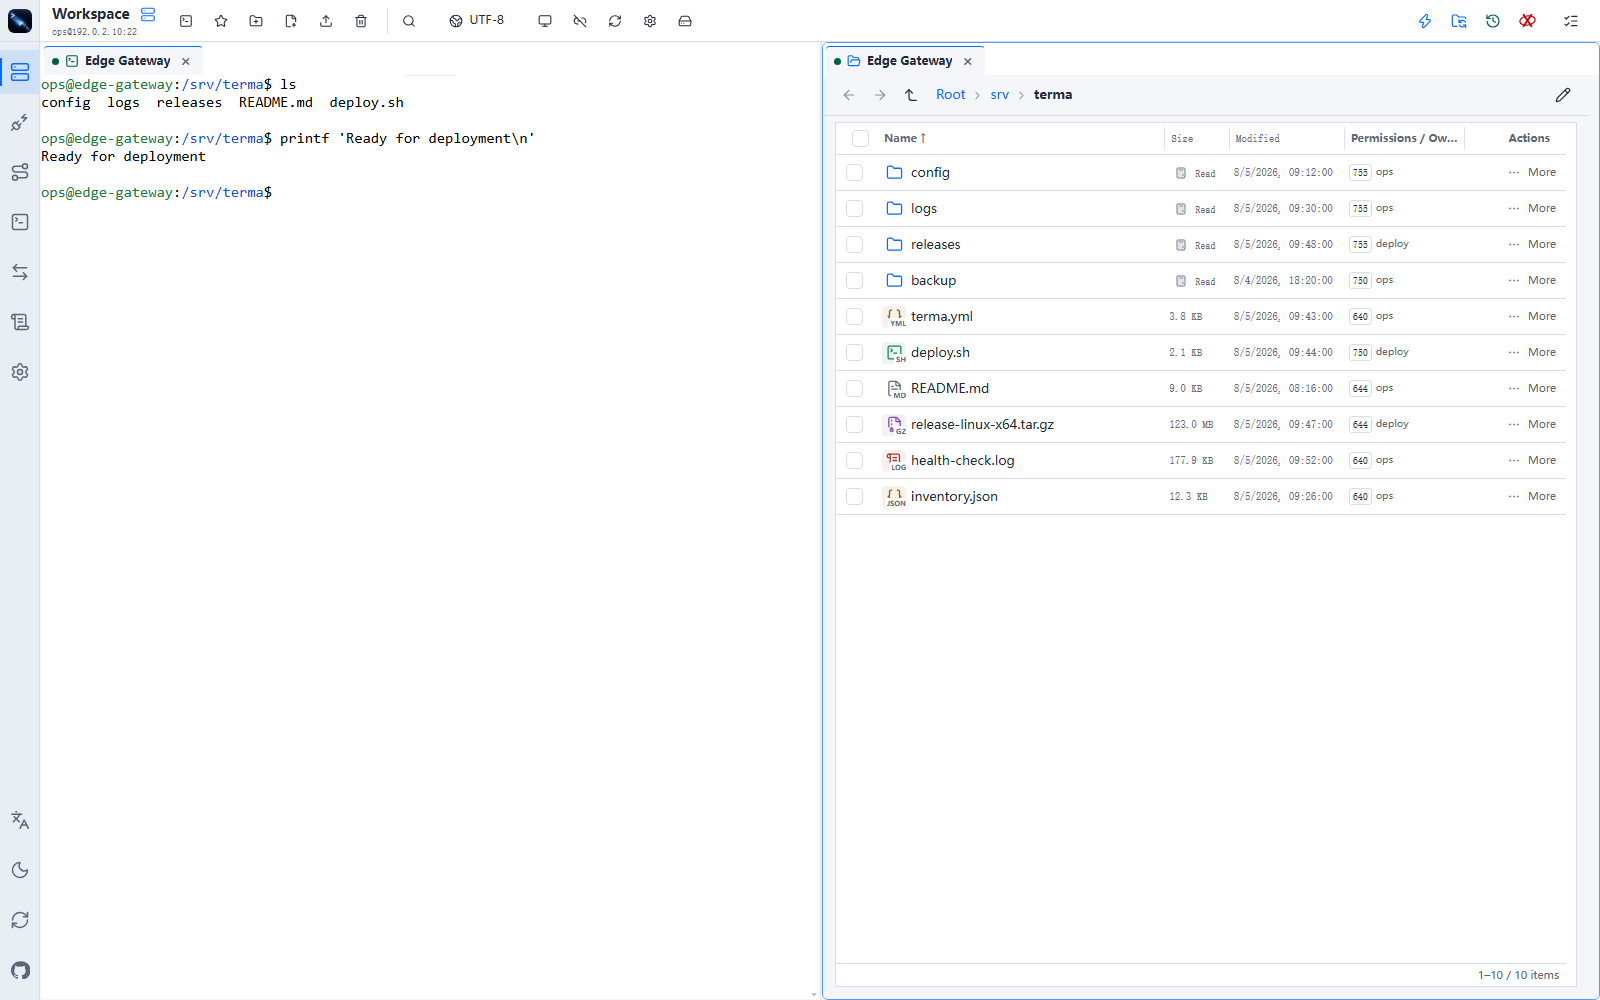 Workspace
ops@192.0.2.10:22
UTF-8
Edge Gateway
ops@edge-gateway:/srv/terma$ ls
config  logs  releases  README.md  deploy.sh
ops@edge-gateway:/srv/terma$ printf 'Ready for deployment\n'
Ready for deployment
ops@edge-gateway:/srv/terma$
Edge Gateway
Root > srv > terma
Name ↑ Size Modified Permissions / Ow... Actions
config Read 8/5/2026, 09:12:00 755 ops ··· More
logs Read 8/5/2026, 09:30:00 755 ops ··· More
releases Read 8/5/2026, 09:48:00 755 deploy ··· More
backup Read 8/4/2026, 18:20:00 750 ops ··· More
YML terma.yml 3.8 KB 8/5/2026, 09:43:00 640 ops ··· More
SH deploy.sh 2.1 KB 8/5/2026, 09:44:00 750 deploy ··· More
MD README.md 9.0 KB 8/5/2026, 08:16:00 644 ops ··· More
GZ release-linux-x64.tar.gz 123.0 MB 8/5/2026, 09:47:00 644 deploy ··· More
LOG health-check.log 177.9 KB 8/5/2026, 09:52:00 640 ops ··· More
JSON inventory.json 12.3 KB 8/5/2026, 09:26:00 640 ops ··· More
1–10 / 10 items